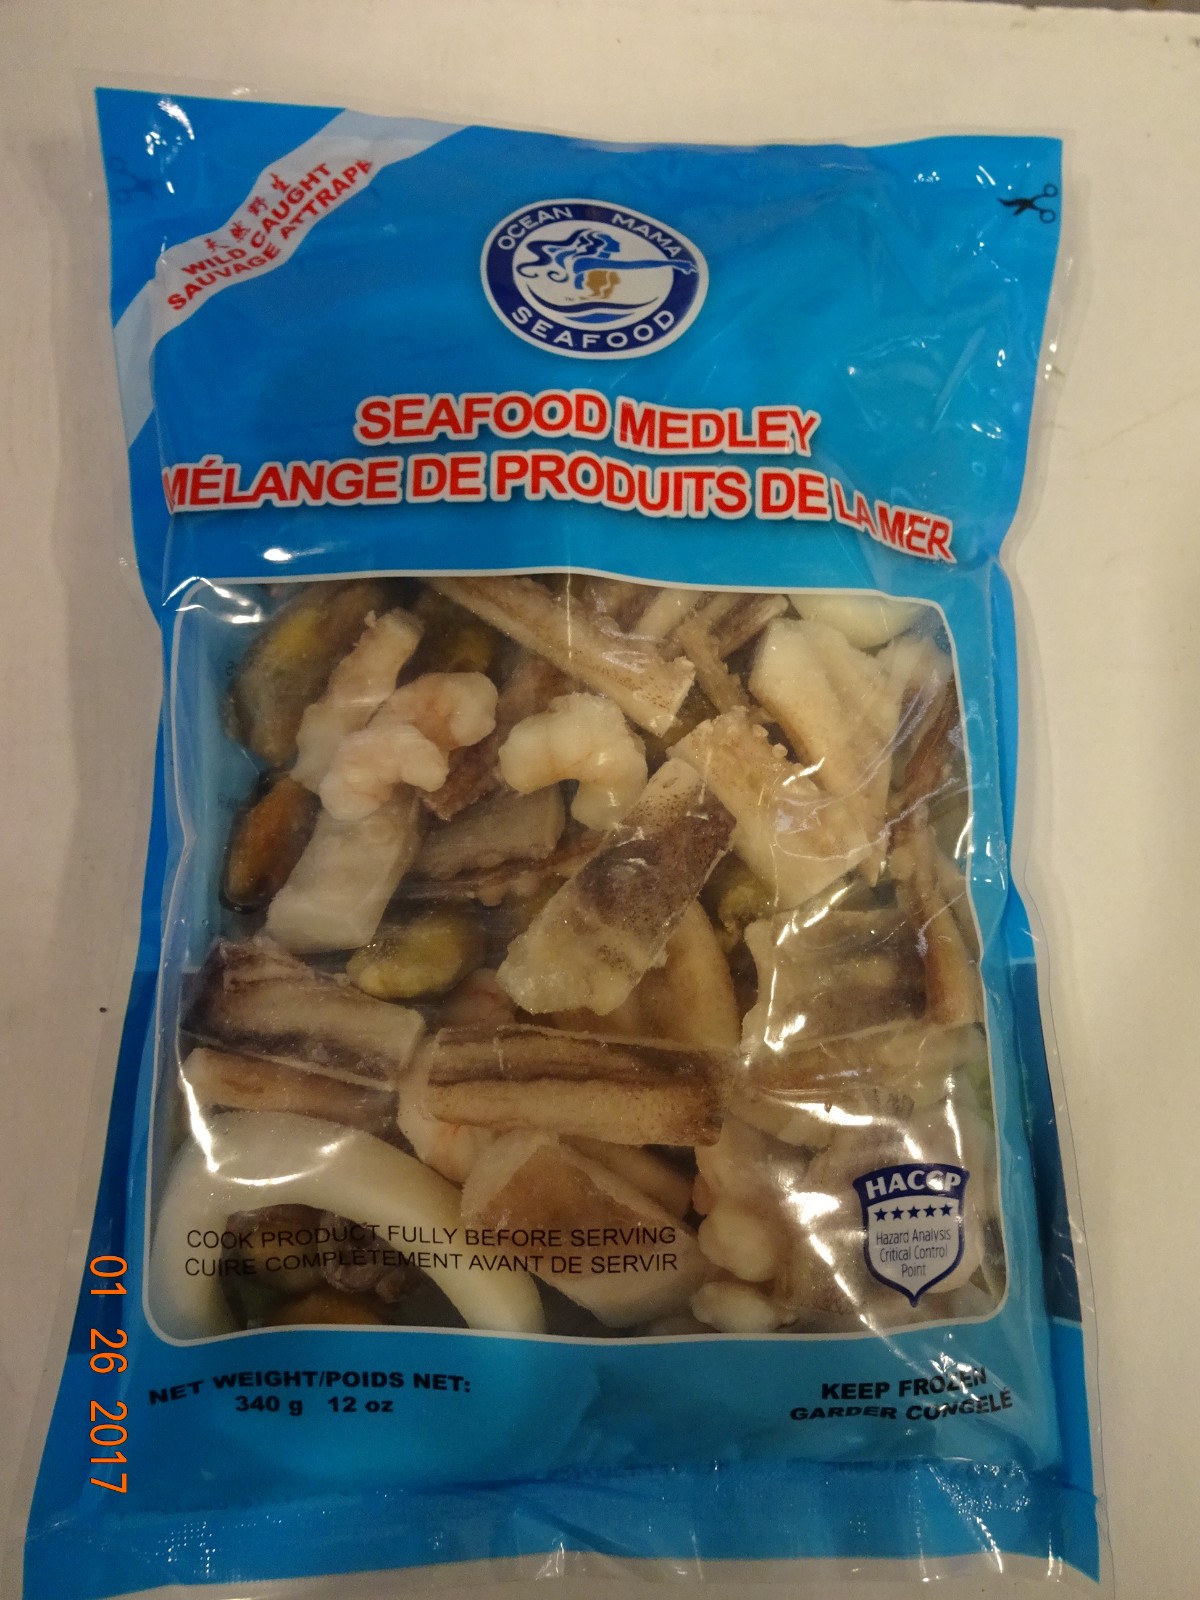 天然野生
WILD CAUGHT
SAUVAGE ATTRAPÉ
OCEAN MAMA
SEAFOOD
SEAFOOD MEDLEY
MÉLANGE DE PRODUITS DE LA MER
COOK PRODUCT FULLY BEFORE SERVING
CUIRE COMPLÈTEMENT AVANT DE SERVIR
HACCP
Hazard Analysis
Critical Control
Point
NET WEIGHT/POIDS NET:
340 g 12 oz
KEEP FROZEN
GARDER CONGELÉ
01 26 2017